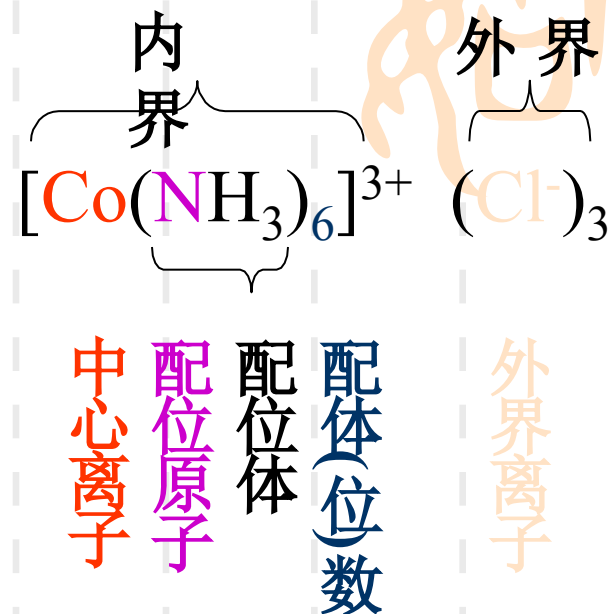 内界
外 界
[Co(NH₃)₆]³⁺ (Cl⁻)₃
中心离子
配位原子
配位体
配体(位)数
外界离子